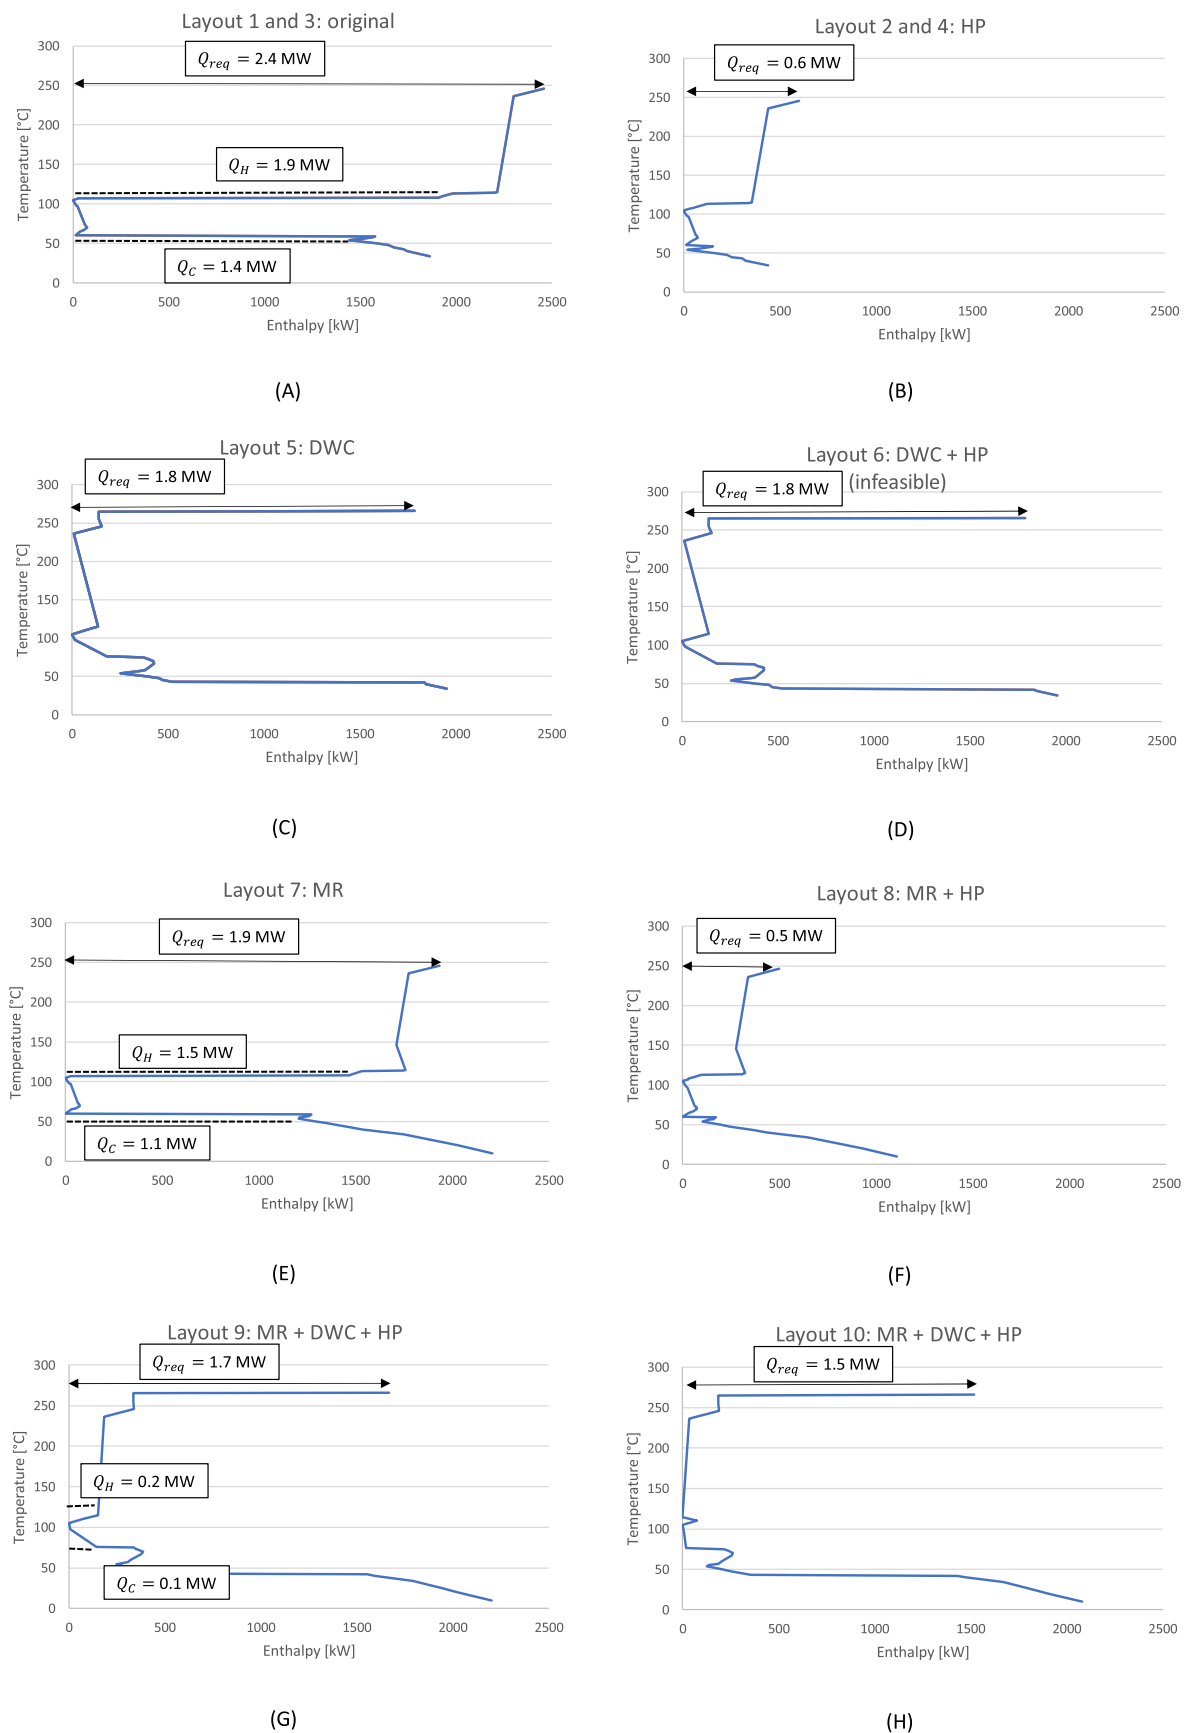 Layout 1 and 3: original
Q_req = 2.4 MW
Q_H = 1.9 MW
Q_C = 1.4 MW
Temperature [°C]
300
250
200
150
100
50
0
0 500 1000 1500 2000 2500
Enthalpy [kW]
(A)
Layout 2 and 4: HP
Q_req = 0.6 MW
Temperature [°C]
300
250
200
150
100
50
0
0 500 1000 1500 2000 2500
Enthalpy [kW]
(B)
Layout 5: DWC
Q_req = 1.8 MW
Temperature [°C]
300
250
200
150
100
50
0
0 500 1000 1500 2000 2500
Enthalpy [kW]
(C)
Layout 6: DWC + HP
(infeasible)
Q_req = 1.8 MW
Temperature [°C]
300
250
200
150
100
50
0
0 500 1000 1500 2000 2500
Enthalpy [kW]
(D)
Layout 7: MR
Q_req = 1.9 MW
Q_H = 1.5 MW
Q_C = 1.1 MW
Temperature [°C]
300
250
200
150
100
50
0
0 500 1000 1500 2000 2500
Enthalpy [kW]
(E)
Layout 8: MR + HP
Q_req = 0.5 MW
Temperature [°C]
300
250
200
150
100
50
0
0 500 1000 1500 2000 2500
Enthalpy [kW]
(F)
Layout 9: MR + DWC + HP
Q_req = 1.7 MW
Q_H = 0.2 MW
Q_C = 0.1 MW
Temperature [°C]
300
250
200
150
100
50
0
0 500 1000 1500 2000 2500
Enthalpy [kW]
(G)
Layout 10: MR + DWC + HP
Q_req = 1.5 MW
Temperature [°C]
300
250
200
150
100
50
0
0 500 1000 1500 2000 2500
Enthalpy [kW]
(H)